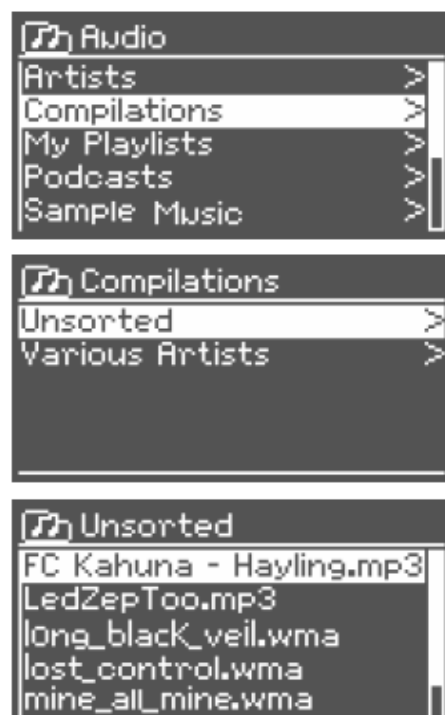 Audio
Artists >
Compilations >
My Playlists >
Podcasts >
Sample Music >
Compilations
Unsorted >
Various Artists >
Unsorted
FC Kahuna - Hayling.mp3
LedZepToo.mp3
l0ng_black_veil.wma
lost_control.wma
mine_all_mine.wma